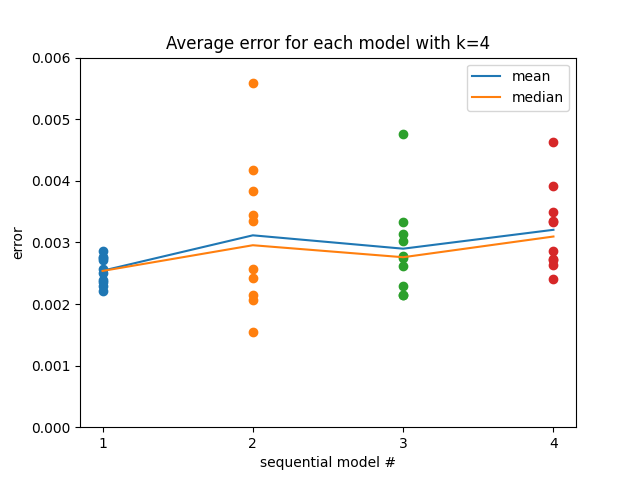 Average error for each model with k=4
0.006
0.005
0.004
0.003
0.002
0.001
0.000
error
mean
median
1 2 3 4
sequential model #